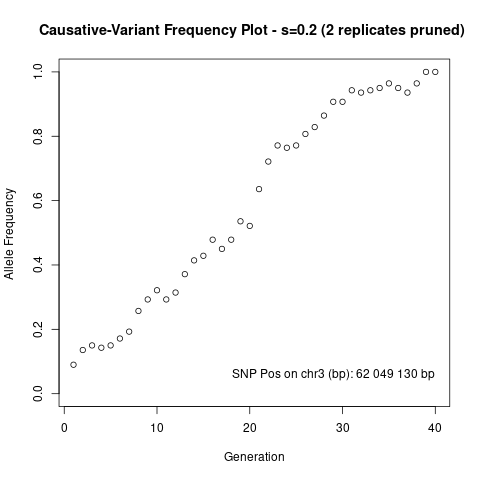 Causative-Variant Frequency Plot - s=0.2 (2 replicates pruned)
Allele Frequency
1.0
0.8
0.6
0.4
0.2
0.0
SNP Pos on chr3 (bp): 62 049 130 bp
0 10 20 30 40
Generation